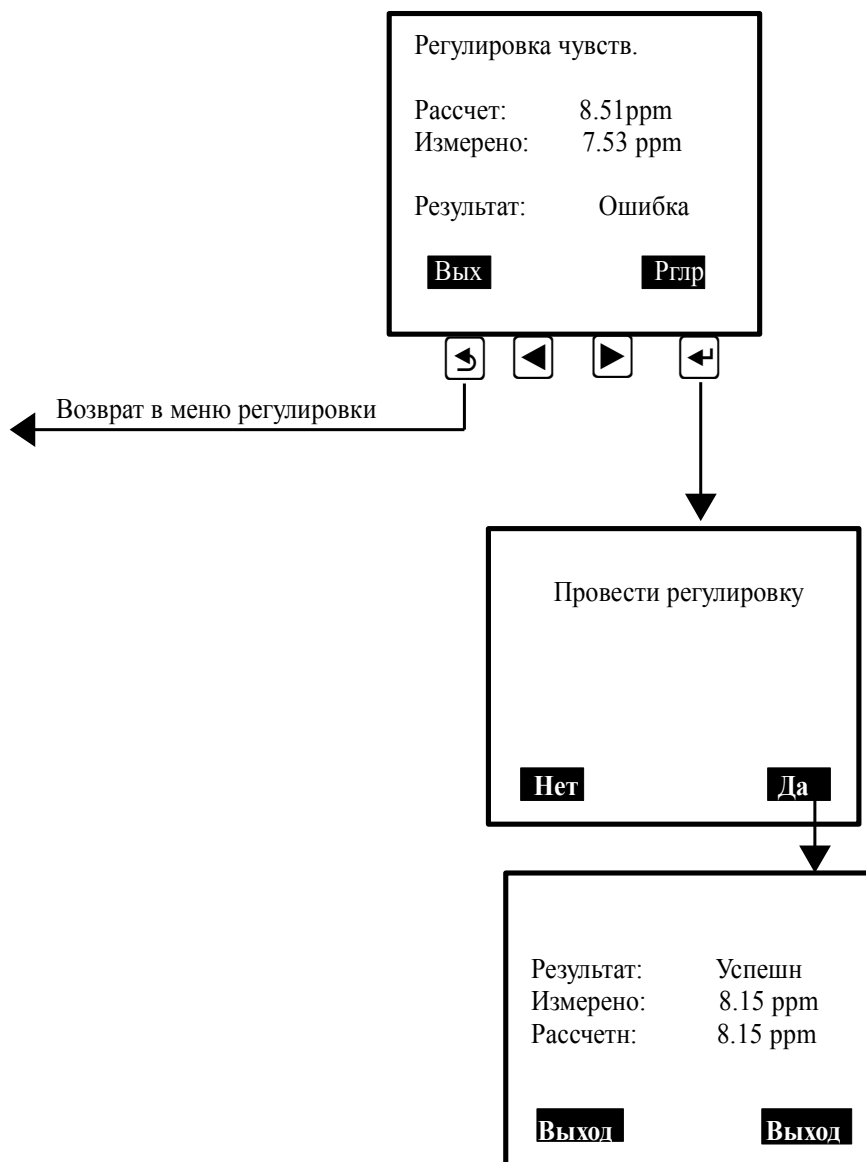 Регулировка чувств.
Рассчет: 8.51ppm
Измерено: 7.53 ppm
Результат: Ошибка
Вых Рглр
Возврат в меню регулировки
Провести регулировку
Нет Да
Результат: Успешн
Измерено: 8.15 ppm
Рассчетн: 8.15 ppm
Выход Выход